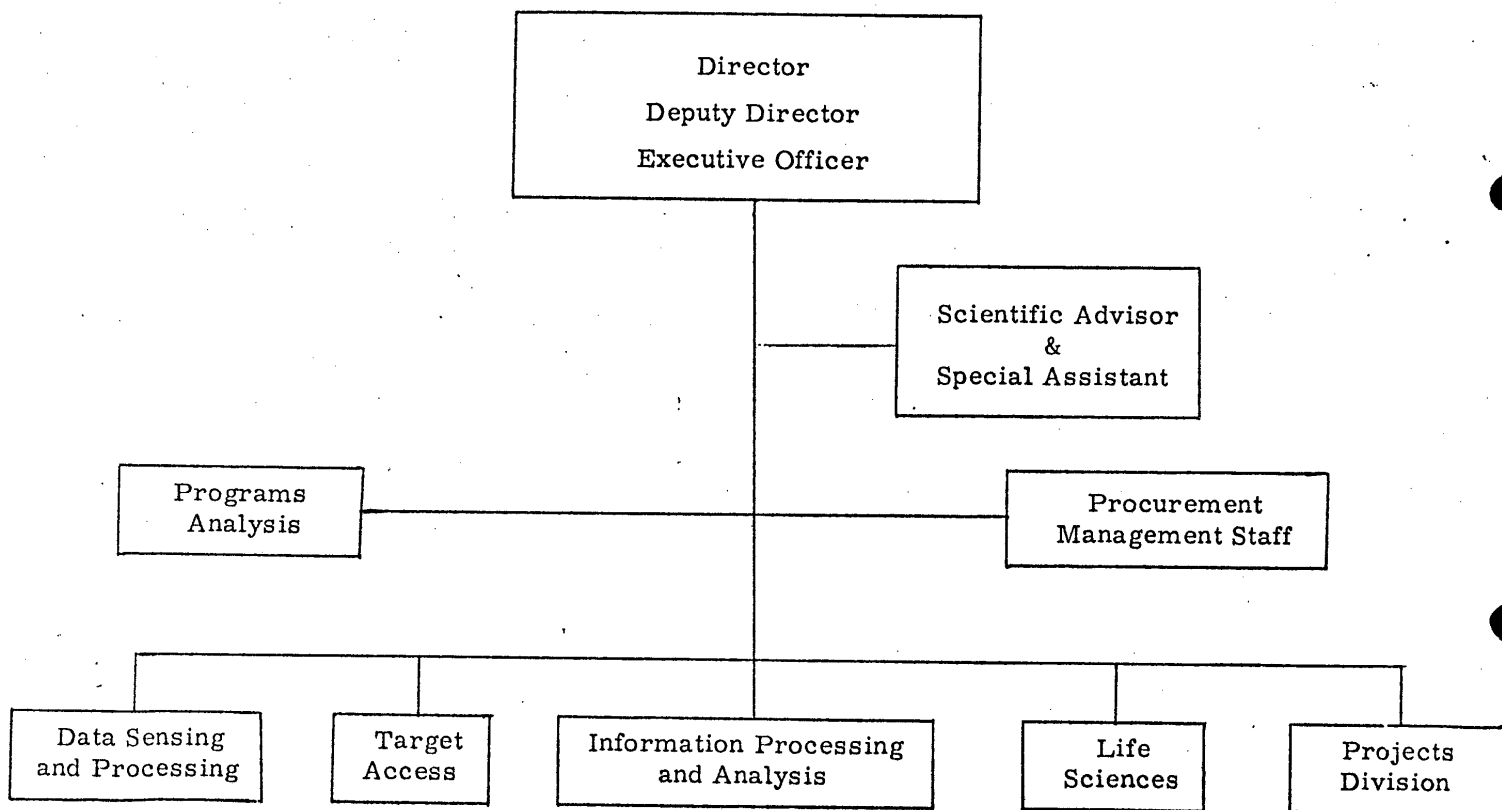 Director
Deputy Director
Executive Officer
Scientific Advisor
&
Special Assistant
Programs
Analysis
Procurement
Management Staff
Data Sensing
and Processing
Target
Access
Information Processing
and Analysis
Life
Sciences
Projects
Division